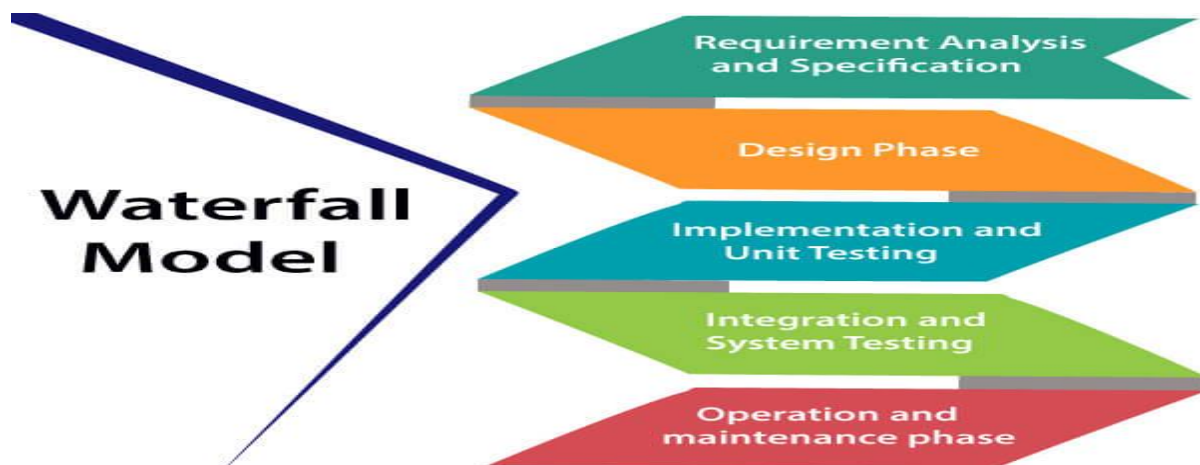 Waterfall
Model
Requirement Analysis
and Specification
Design Phase
Implementation and
Unit Testing
Integration and
System Testing
Operation and
maintenance phase